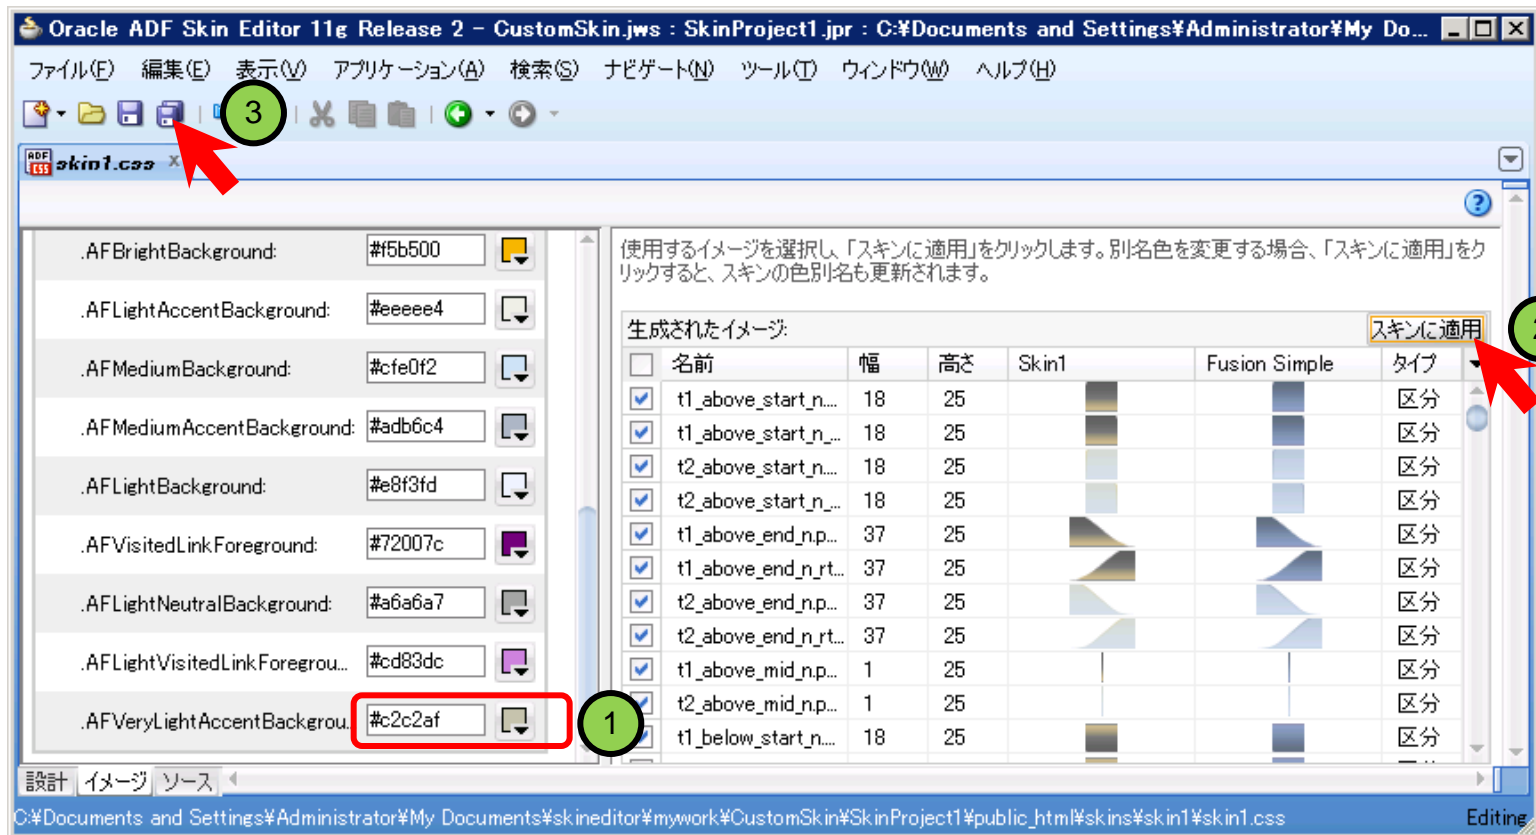 Oracle ADF Skin Editor 11g Release 2 - CustomSkin.jws : SkinProject1.jpr : C:¥Documents and Settings¥Administrator¥My Do...
ファイル(F) 編集(E) 表示(V) アプリケーション(A) 検索(S) ナビゲート(N) ツール(T) ウィンドウ(W) ヘルプ(H)
3
ADF CSS skin1.css x
?
.AFBrightBackground: #f5b500
.AFLightAccentBackground: #eeeee4
.AFMediumBackground: #cfe0f2
.AFMediumAccentBackground: #adb6c4
.AFLightBackground: #e8f3fd
.AFVisitedLinkForeground: #72007c
.AFLightNeutralBackground: #a6a6a7
.AFLightVisitedLinkForegrou... #cd83dc
.AFVeryLightAccentBackgrou... #c2c2af
1
使用するイメージを選択し、「スキンに適用」をクリックします。別名色を変更する場合、「スキンに適用」をク
リックすると、スキンの色別名も更新されます。
生成されたイメージ: スキンに適用
2
名前 幅 高さ Skin1 Fusion Simple タイプ
t1_above_start_n.... 18 25 区分
t1_above_start_n_... 18 25 区分
t2_above_start_n.... 18 25 区分
t2_above_start_n_... 18 25 区分
t1_above_end_n.p... 37 25 区分
t1_above_end_n_rt... 37 25 区分
t2_above_end_n.p... 37 25 区分
t2_above_end_n_rt... 37 25 区分
t1_above_mid_n.p... 1 25 区分
t2_above_mid_n.p... 1 25 区分
t1_below_start_n.... 18 25 区分
設計 イメージ ソース
C:¥Documents and Settings¥Administrator¥My Documents¥skineditor¥mywork¥CustomSkin¥SkinProject1¥public_html¥skins¥skin1¥skin1.css Editing